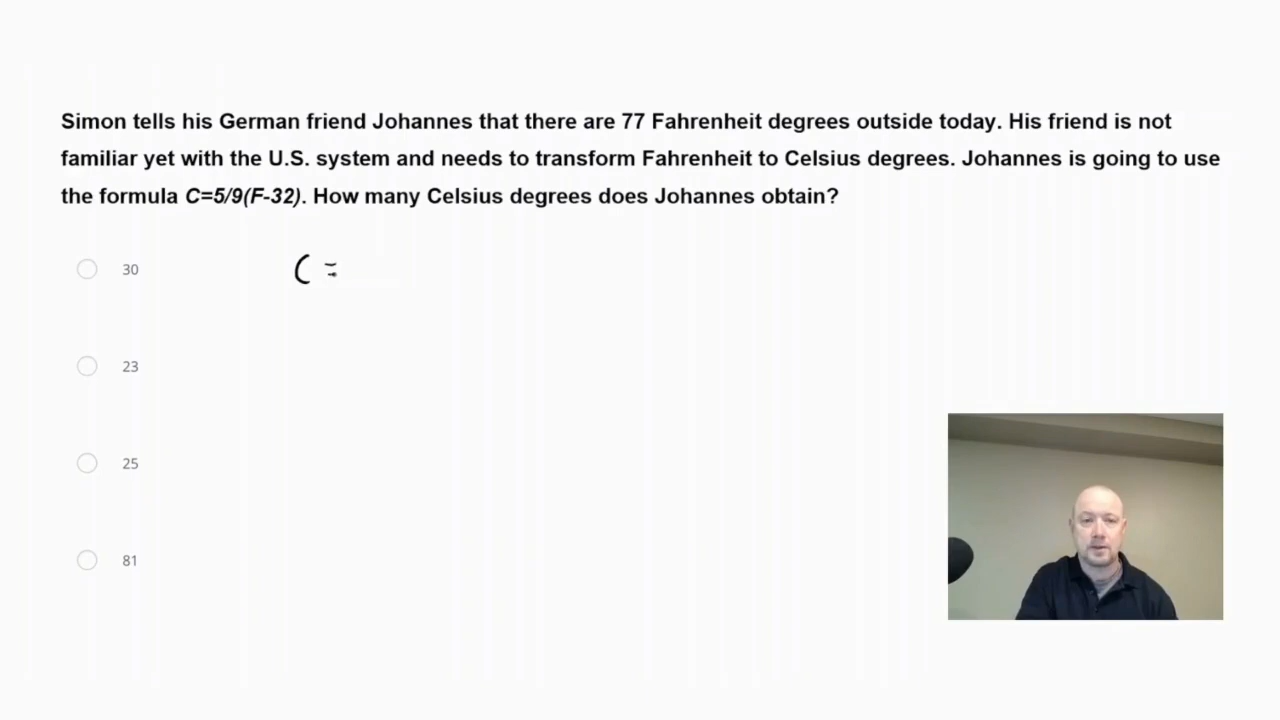 Simon tells his German friend Johannes that there are 77 Fahrenheit degrees outside today. His friend is not
familiar yet with the U.S. system and needs to transform Fahrenheit to Celsius degrees. Johannes is going to use
the formula C=5/9(F-32). How many Celsius degrees does Johannes obtain?
30
C =
23
25
81